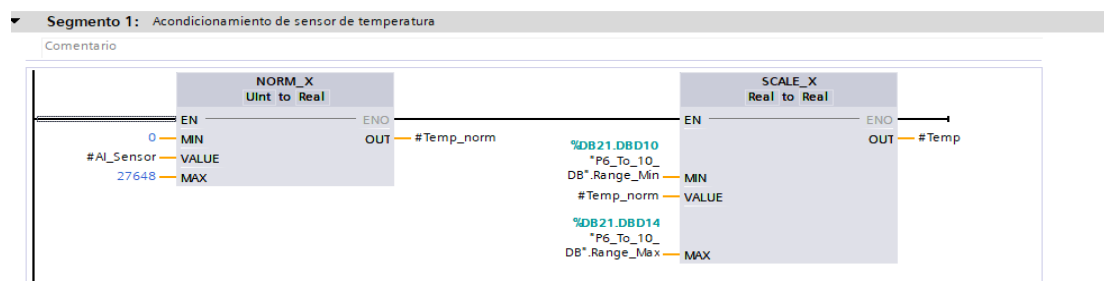 Segmento 1: Acondicionamiento de sensor de temperatura
Comentario
NORM_X
UInt to Real
EN
ENO
0
MIN
OUT
#Temp_norm
#AI_Sensor
VALUE
27648
MAX
SCALE_X
Real to Real
EN
ENO
OUT
#Temp
%DB21.DBD10
"P6_To_10_
DB".Range_Min
MIN
#Temp_norm
VALUE
%DB21.DBD14
"P6_To_10_
DB".Range_Max
MAX